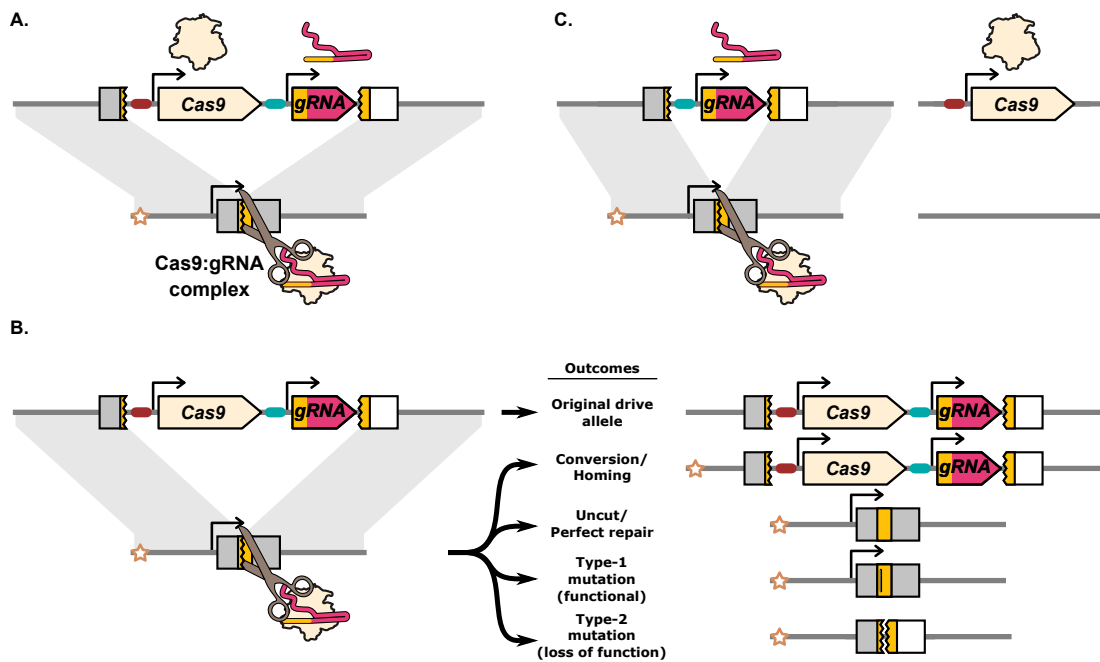 A.
Cas9
gRNA
Cas9:gRNA
complex
C.
gRNA
Cas9
B.
Cas9
gRNA
Outcomes
Original drive
allele
Conversion/
Homing
Uncut/
Perfect repair
Type-1
mutation
(functional)
Type-2
mutation
(loss of function)
Cas9
gRNA
Cas9
gRNA